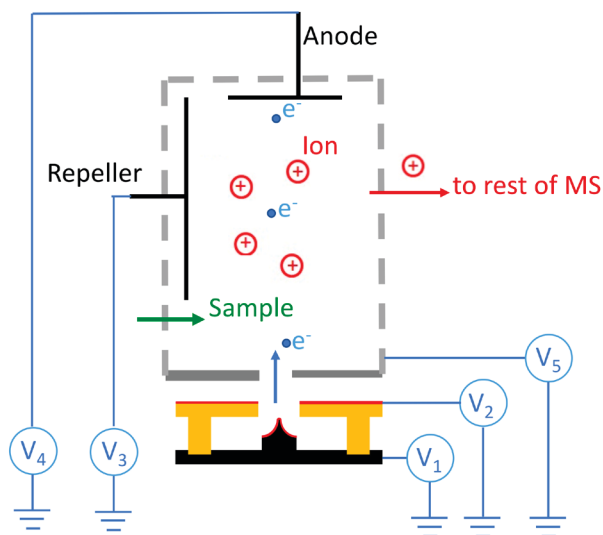 Anode
e⁻
Ion
+
Repeller
+
+
to rest of MS
e⁻
+
+
Sample
e⁻
V₅
V₂
V₄
V₃
V₁